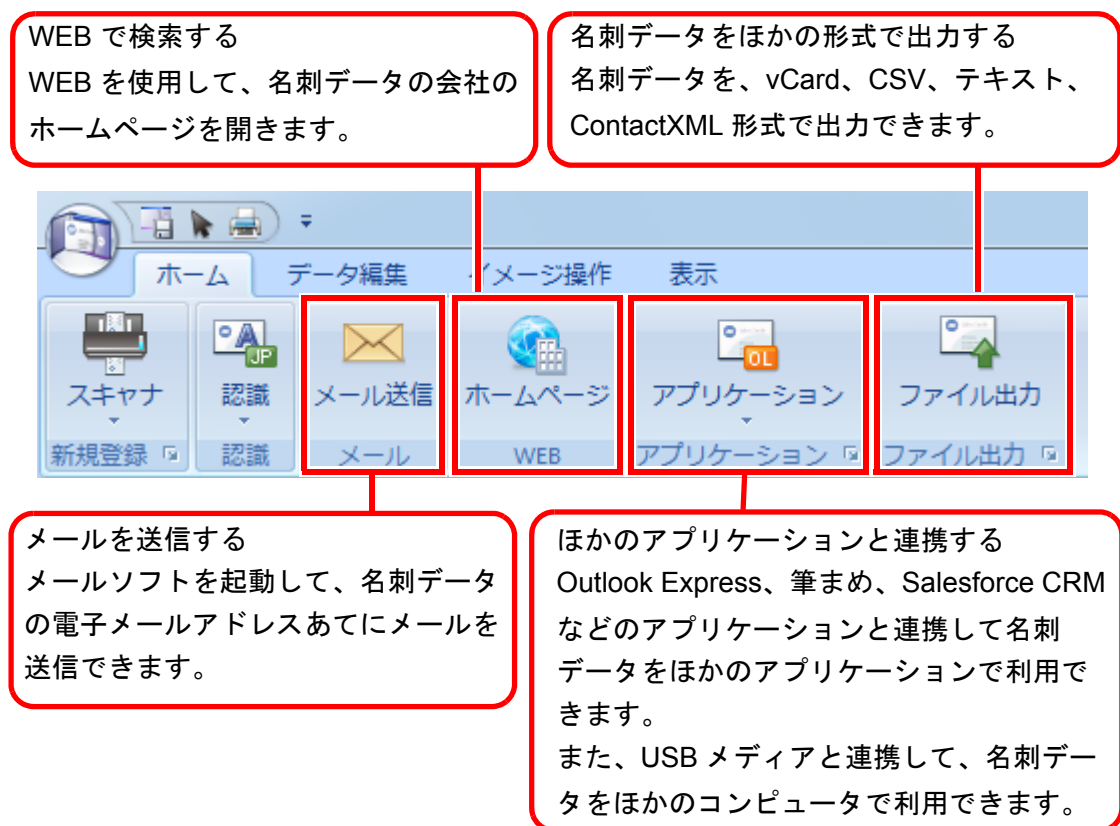 WEB で検索する
WEB を使用して、名刺データの会社の
ホームページを開きます。
名刺データをほかの形式で出力する
名刺データを、vCard、CSV、テキスト、
ContactXML 形式で出力できます。
ホーム データ編集 イメージ操作 表示
JP OL
スキャナ 認識 メール送信 ホームページ アプリケーション ファイル出力
新規登録 認識 メール WEB アプリケーション ファイル出力
メールを送信する
メールソフトを起動して、名刺データ
の電子メールアドレスあてにメールを
送信できます。
ほかのアプリケーションと連携する
Outlook Express、筆まめ、Salesforce CRM
などのアプリケーションと連携して名刺
データをほかのアプリケーションで利用で
きます。
また、USB メディアと連携して、名刺デー
タをほかのコンピュータで利用できます。